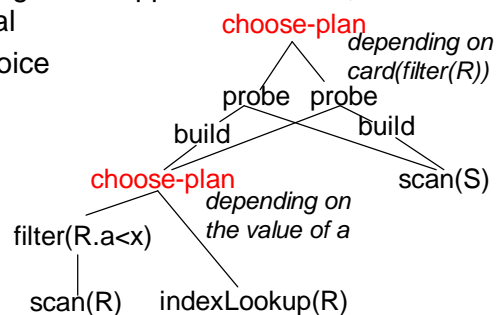 choose-plan
al
depending on
oice
card(filter(R))
probe probe
build
build
choose-plan
scan(S)
depending on
the value of a
filter(R.a<x)
scan(R) indexLookup(R)